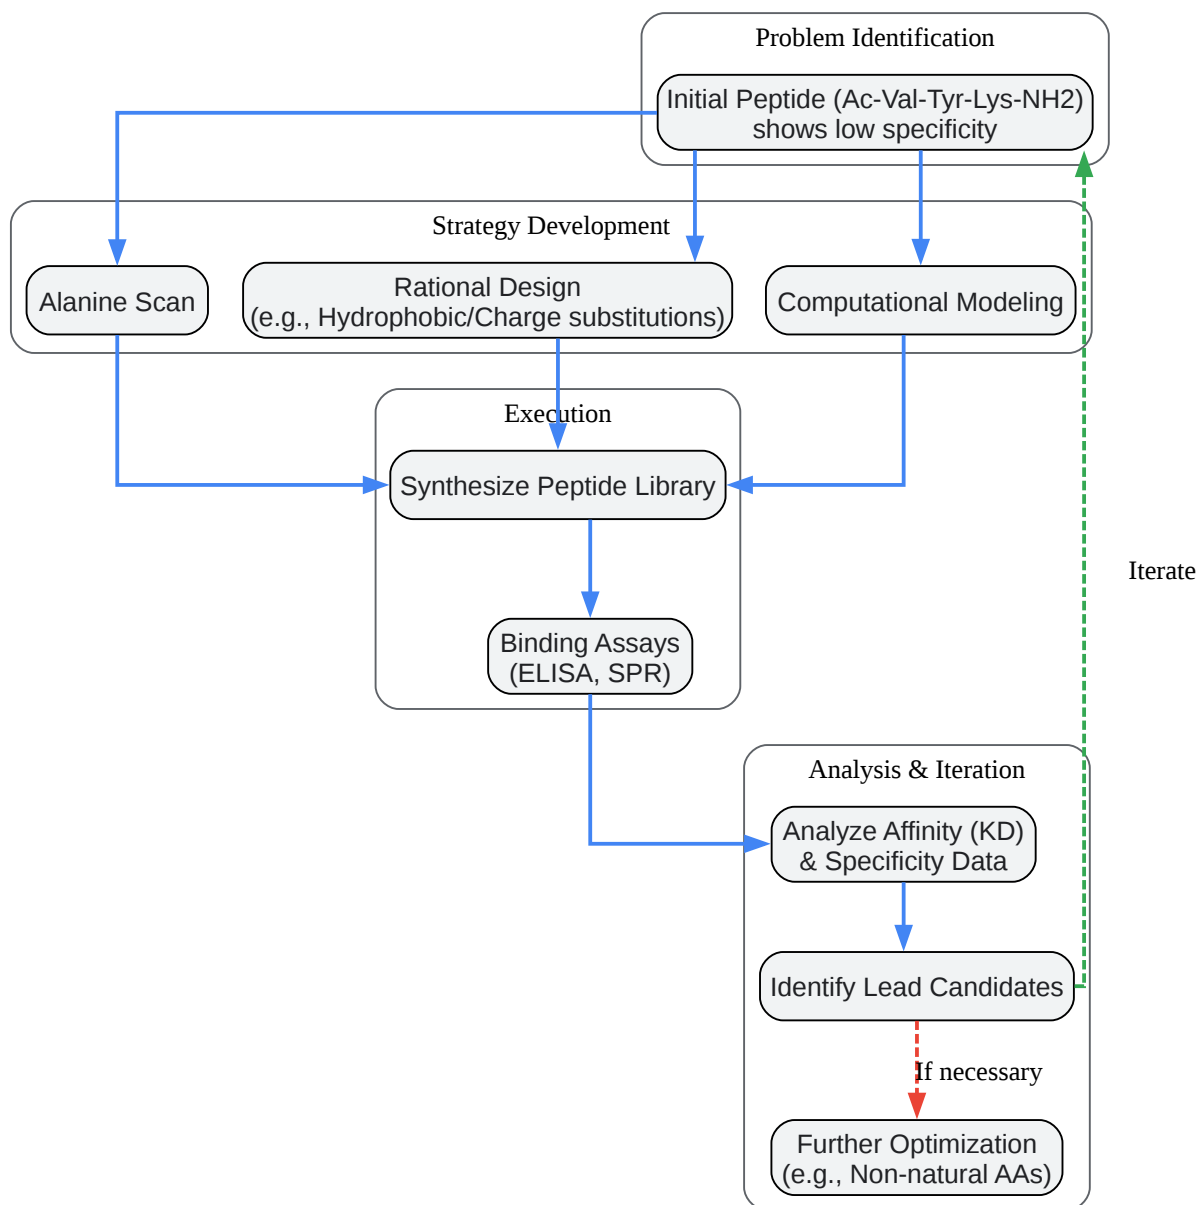 Problem Identification
Initial Peptide (Ac-Val-Tyr-Lys-NH2)
shows low specificity
Strategy Development
Alanine Scan
Rational Design
(e.g., Hydrophobic/Charge substitutions)
Computational Modeling
Execution
Synthesize Peptide Library
Iterate
Binding Assays
(ELISA, SPR)
Analysis & Iteration
Analyze Affinity (KD)
& Specificity Data
Identify Lead Candidates
If necessary
Further Optimization
(e.g., Non-natural AAs)